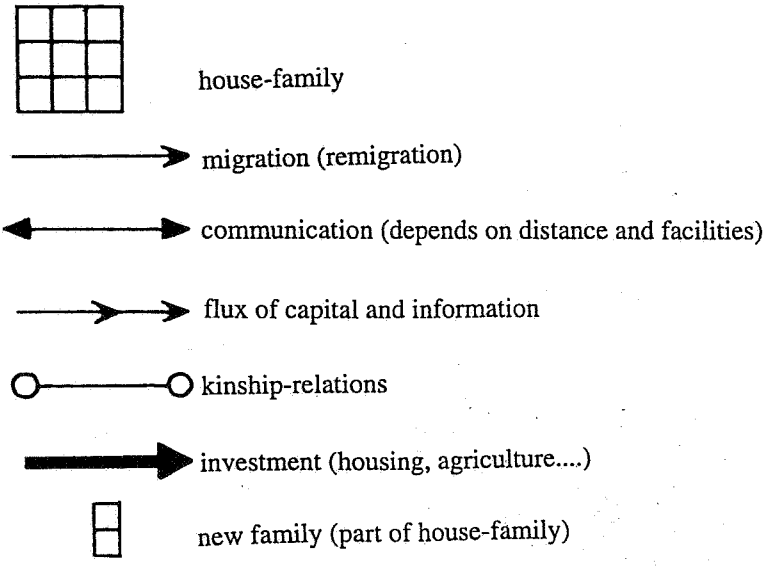 house-family
migration (remigration)
communication (depends on distance and facilities)
flux of capital and information
kinship-relations
investment (housing, agriculture....)
new family (part of house-family)